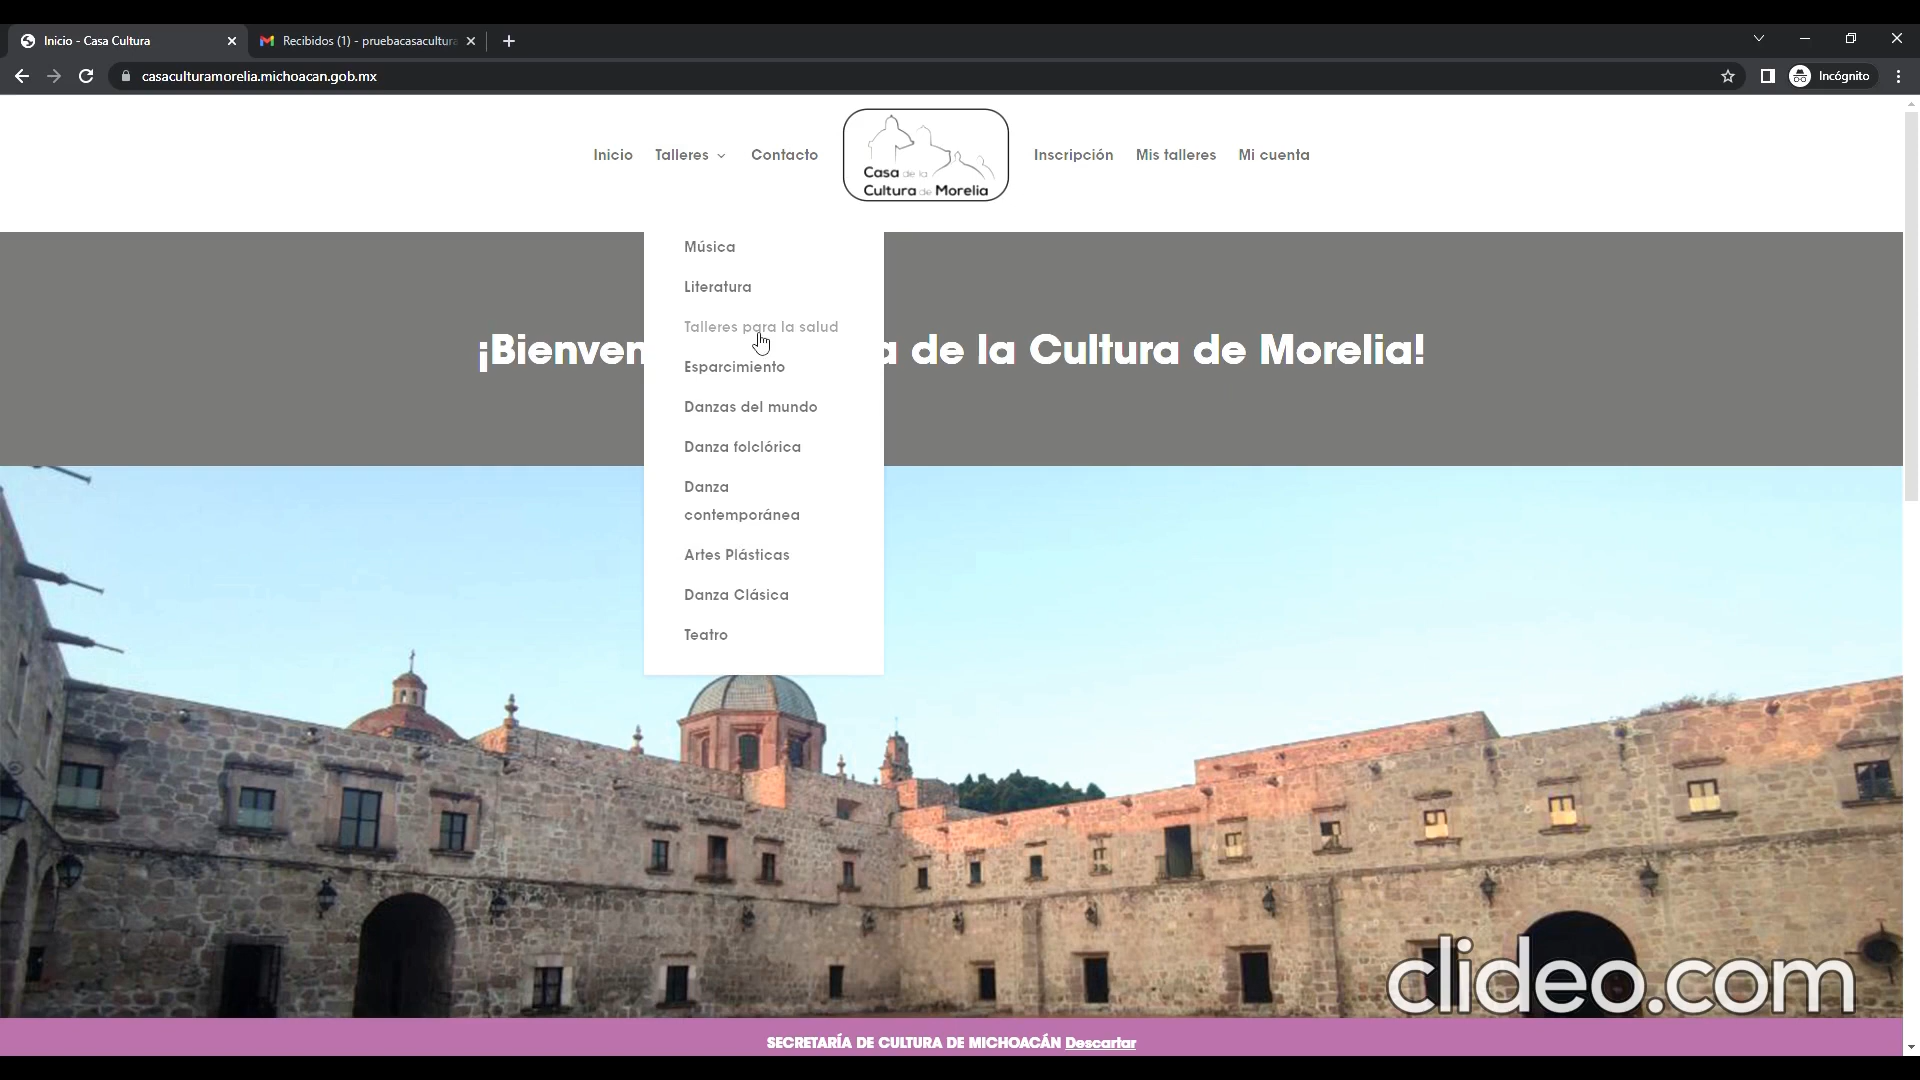 Inicio - Casa Cultura
Recibidos (1) - pruebacasacultura
casaculturamorelia.michoacan.gob.mx
Incógnito
Inicio
Talleres
Contacto
Casa de la
Cultura de Morelia
Inscripción
Mis talleres
Mi cuenta
Música
Literatura
Talleres para la salud
Esparcimiento
Danzas del mundo
Danza folclórica
Danza
contemporánea
Artes Plásticas
Danza Clásica
Teatro
¡Bienven a de la Cultura de Morelia!
clideo.com
SECRETARÍA DE CULTURA DE MICHOACÁN Descartar